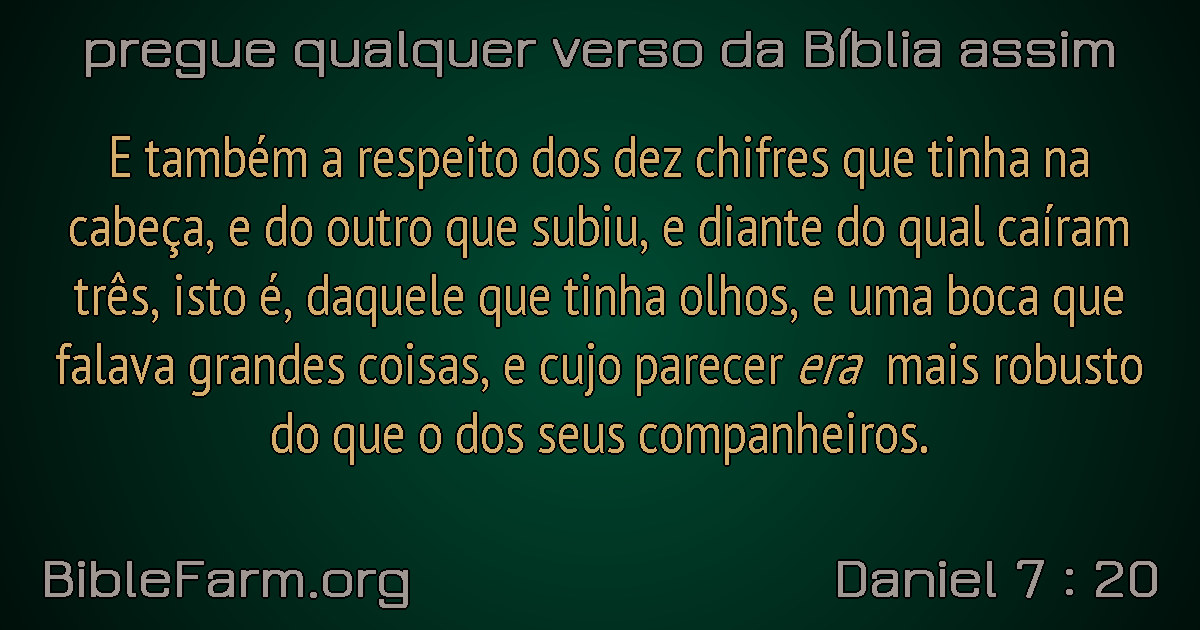 pregue qualquer verso da Bíblia assim
E também a respeito dos dez chifres que tinha na
cabeça, e do outro que subiu, e diante do qual caíram
três, isto é, daquele que tinha olhos, e uma boca que
falava grandes coisas, e cujo parecer era mais robusto
do que o dos seus companheiros.
BibleFarm.org
Daniel 7 : 20